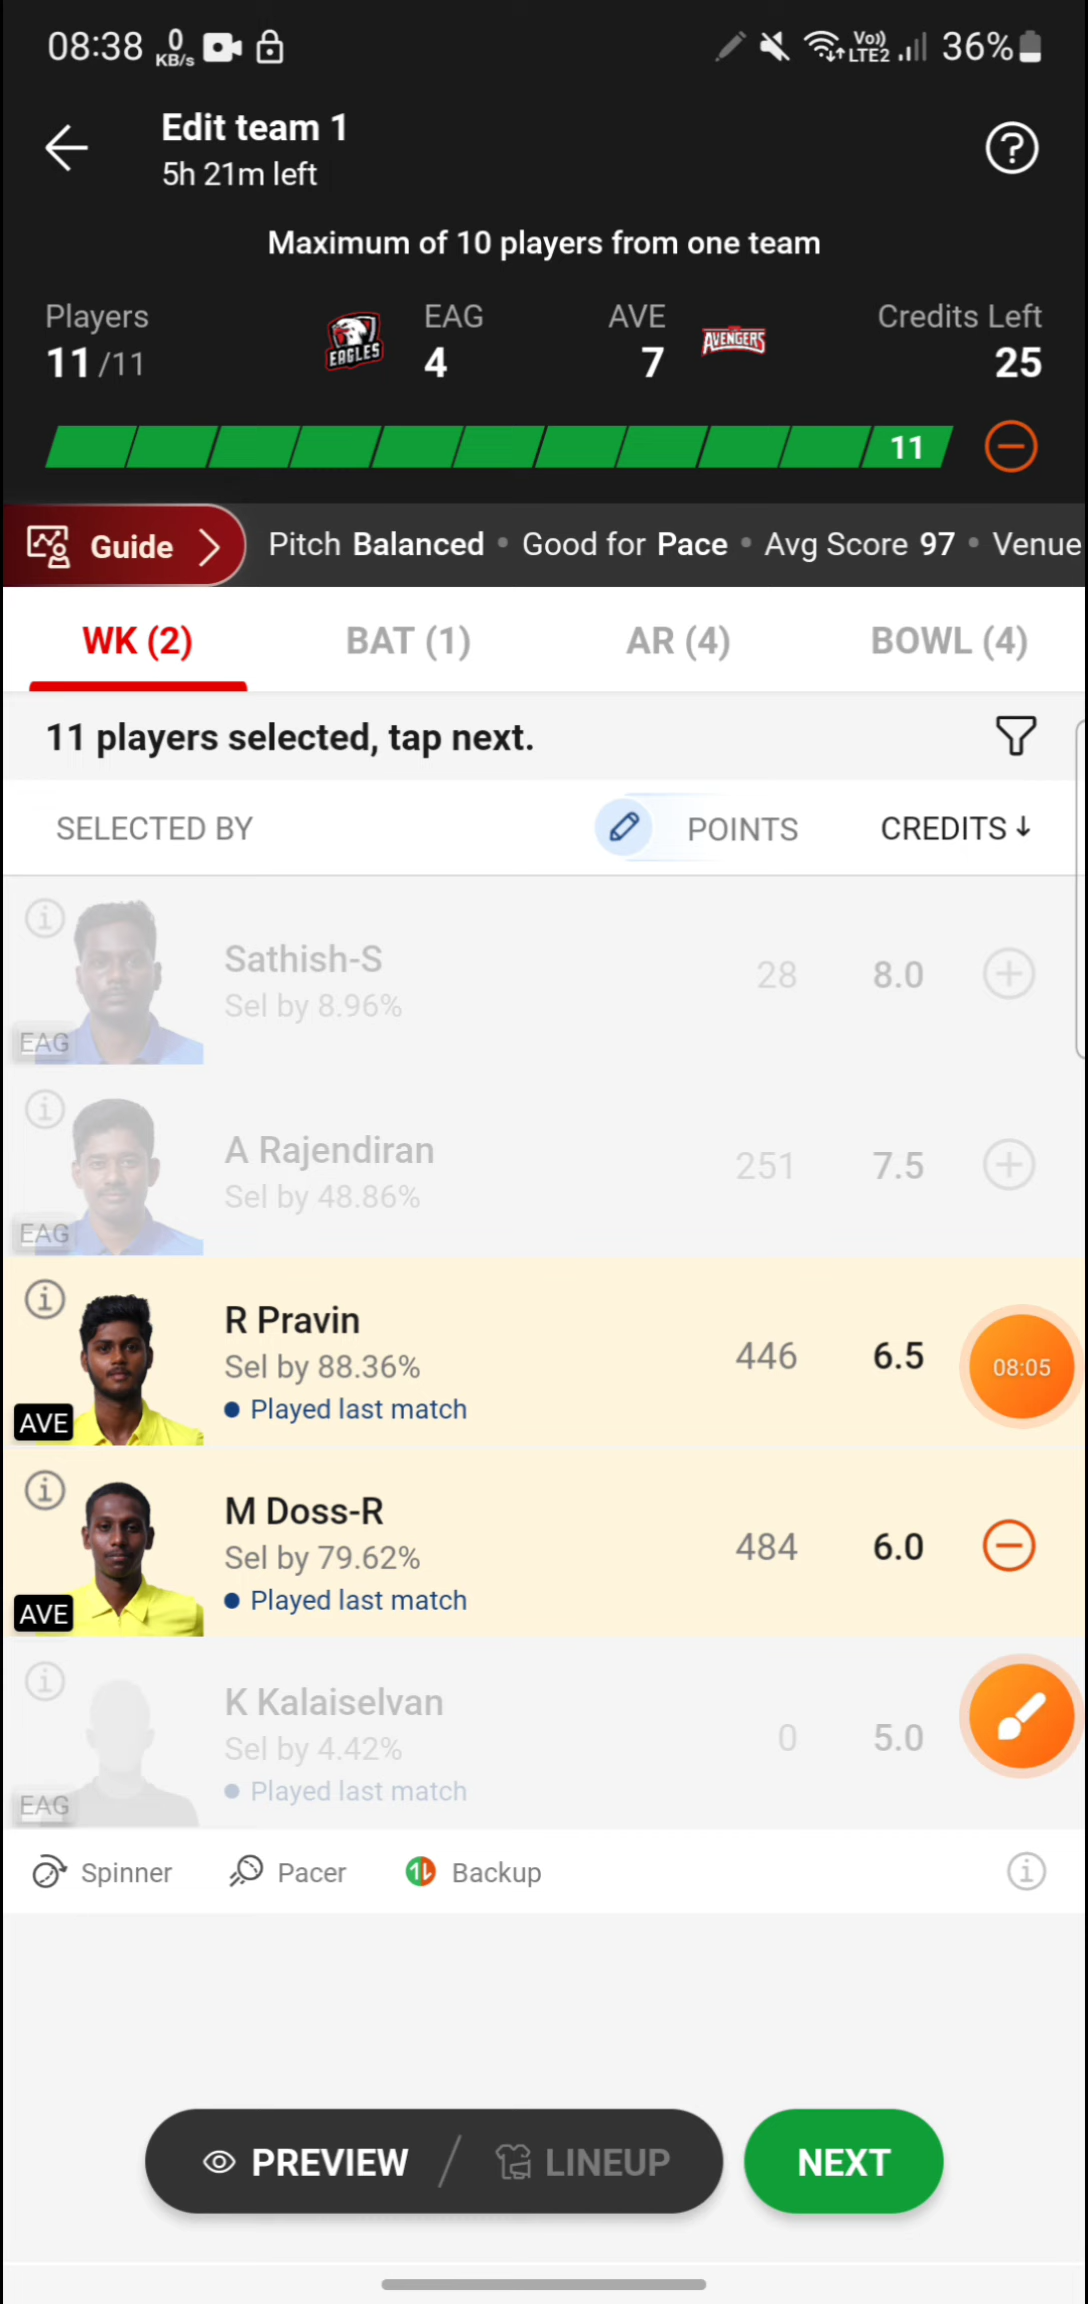 08:38 0 KB/s Vo)) LTE2 36%
Edit team 1
5h 21m left
Maximum of 10 players from one team
Players EAG AVE Credits Left
11/11 EAGLES 4 7 AVENGERS 25
11
Guide Pitch Balanced • Good for Pace • Avg Score 97 • Venue
WK (2) BAT (1) AR (4) BOWL (4)
11 players selected, tap next.
SELECTED BY POINTS CREDITS↓
Sathish-S 28 8.0
Sel by 8.96%
EAG
A Rajendiran 251 7.5
Sel by 48.86%
EAG
R Pravin 446 6.5 08:05
Sel by 88.36%
AVE • Played last match
M Doss-R 484 6.0
Sel by 79.62%
AVE • Played last match
K Kalaiselvan 0 5.0
Sel by 4.42%
EAG • Played last match
Spinner Pacer Backup
PREVIEW / LINEUP NEXT